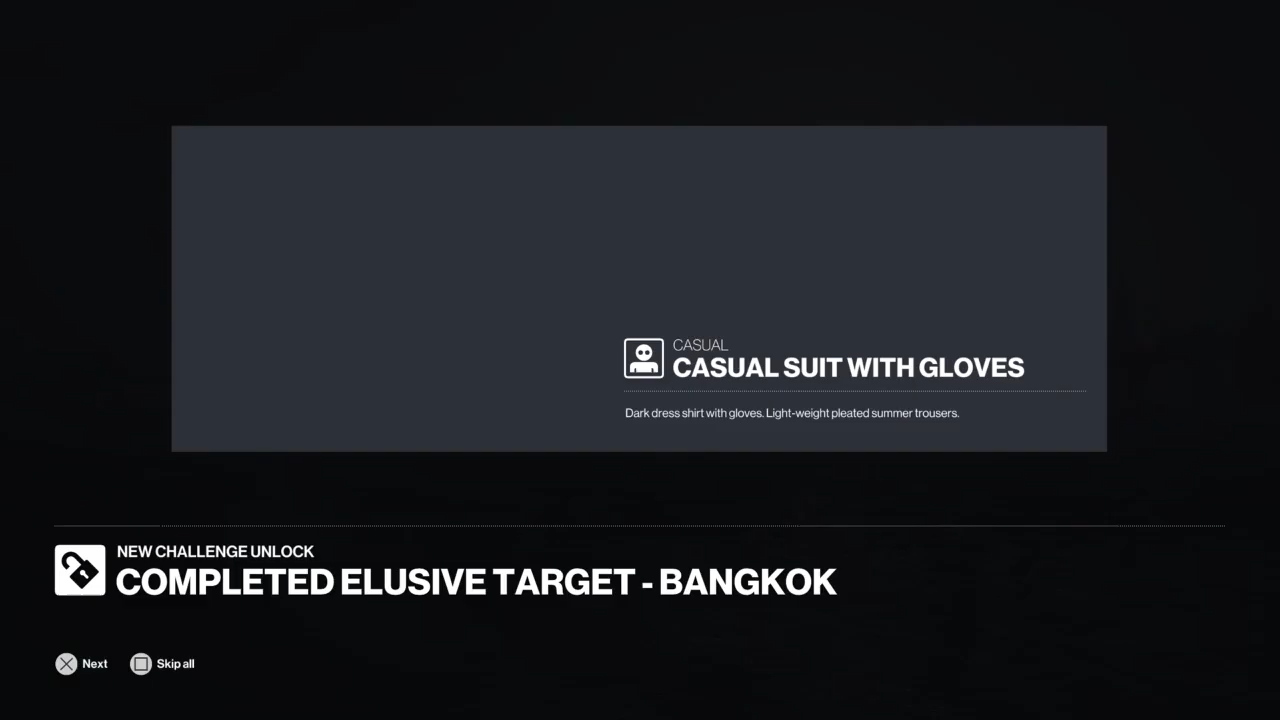 CASUAL
CASUAL SUIT WITH GLOVES
Dark dress shirt with gloves. Light-weight pleated summer trousers.
NEW CHALLENGE UNLOCK
COMPLETED ELUSIVE TARGET - BANGKOK
Next Skip all